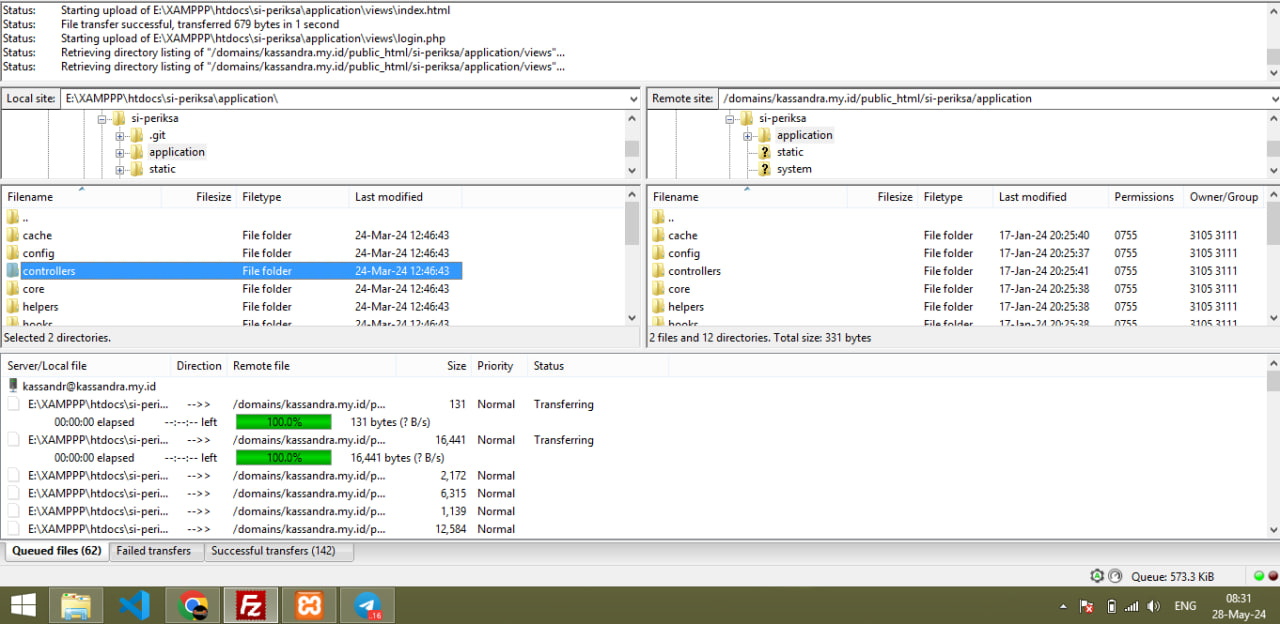 Status: Starting upload of E:\XAMPPP\htdocs\si-periksa\application\views\index.html
Status: File transfer successful, transferred 679 bytes in 1 second
Status: Starting upload of E:\XAMPPP\htdocs\si-periksa\application\views\login.php
Status: Retrieving directory listing of "/domains/kassandra.my.id/public_html/si-periksa/application/views"...
Status: Retrieving directory listing of "/domains/kassandra.my.id/public_html/si-periksa/application/views"...
Local site: E:\XAMPPP\htdocs\si-periksa\application\
si-periksa
.git
application
static
Filename Filesize Filetype Last modified
..
cache File folder 24-Mar-24 12:46:43
config File folder 24-Mar-24 12:46:43
controllers File folder 24-Mar-24 12:46:43
core File folder 24-Mar-24 12:46:43
helpers File folder 24-Mar-24 12:46:43
hooks File folder 24-Mar-24 12:46:43
Selected 2 directories.
Remote site: /domains/kassandra.my.id/public_html/si-periksa/application
si-periksa
application
? static
? system
Filename Filesize Filetype Last modified Permissions Owner/Group
..
cache File folder 17-Jan-24 20:25:40 0755 3105 3111
config File folder 17-Jan-24 20:25:37 0755 3105 3111
controllers File folder 17-Jan-24 20:25:41 0755 3105 3111
core File folder 17-Jan-24 20:25:38 0755 3105 3111
helpers File folder 17-Jan-24 20:25:38 0755 3105 3111
hooks File folder 17-Jan-24 20:25:38 0755 3105 3111
2 files and 12 directories. Total size: 331 bytes
Server/Local file Direction Remote file Size Priority Status
kassandr@kassandra.my.id
E:\XAMPPP\htdocs\si-peri... -->> /domains/kassandra.my.id/p... 131 Normal Transferring
00:00:00 elapsed --:--:-- left 100.0% 131 bytes (? B/s)
E:\XAMPPP\htdocs\si-peri... -->> /domains/kassandra.my.id/p... 16,441 Normal Transferring
00:00:00 elapsed --:--:-- left 100.0% 16,441 bytes (? B/s)
E:\XAMPPP\htdocs\si-peri... -->> /domains/kassandra.my.id/p... 2,172 Normal
E:\XAMPPP\htdocs\si-peri... -->> /domains/kassandra.my.id/p... 6,315 Normal
E:\XAMPPP\htdocs\si-peri... -->> /domains/kassandra.my.id/p... 1,139 Normal
E:\XAMPPP\htdocs\si-peri... -->> /domains/kassandra.my.id/p... 12,584 Normal
Queued files (62) Failed transfers Successful transfers (142)
Queue: 573.3 KiB
Fz 16 ENG 08:31
28-May-24